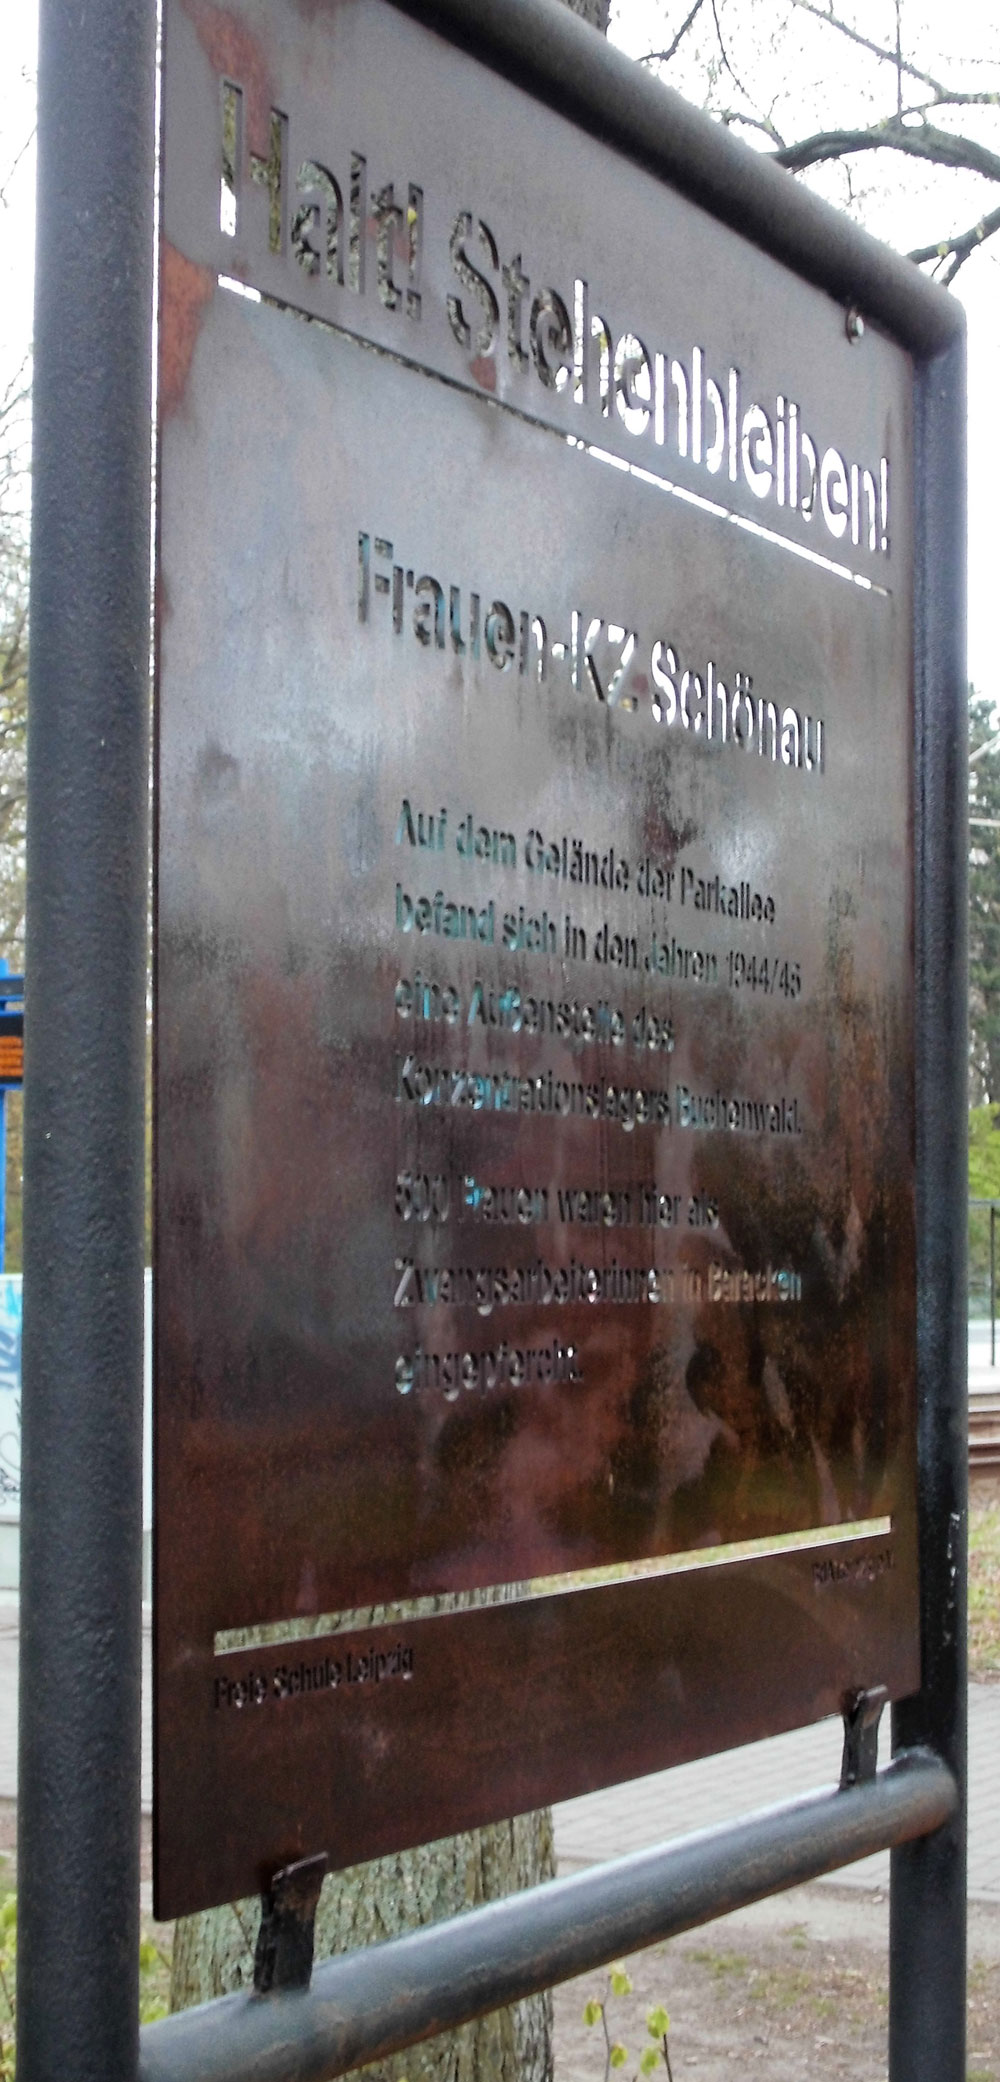 Halt! Stehenbleiben!
Frauen-KZ Schönau
Auf dem Gelände der Parkallee
befand sich in den Jahren 1944/45
eine Außenstelle des
Konzentrationslagers Buchenwald.
500 Frauen waren hier als
Zwangsarbeiterinnen in Baracken
eingepfercht.
Freie Schule Leipzig